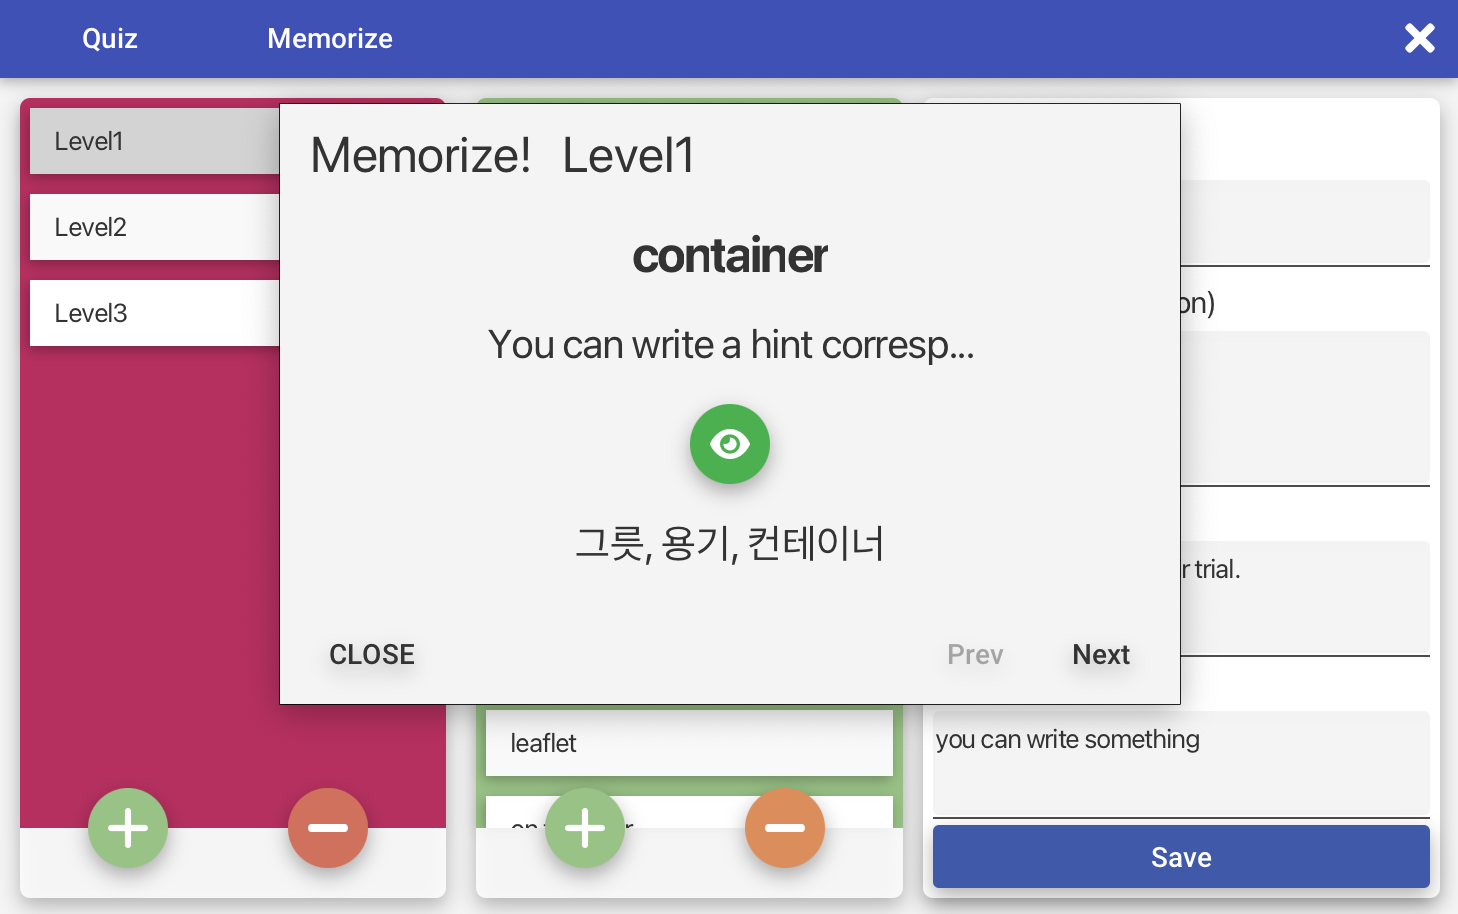 Quiz Memorize
Level1
Level2
Level3
Memorize! Level1
container
You can write a hint corresp...
그릇, 용기, 컨테이너
CLOSE Prev Next
on)
r trial.
leaflet
you can write something
Save